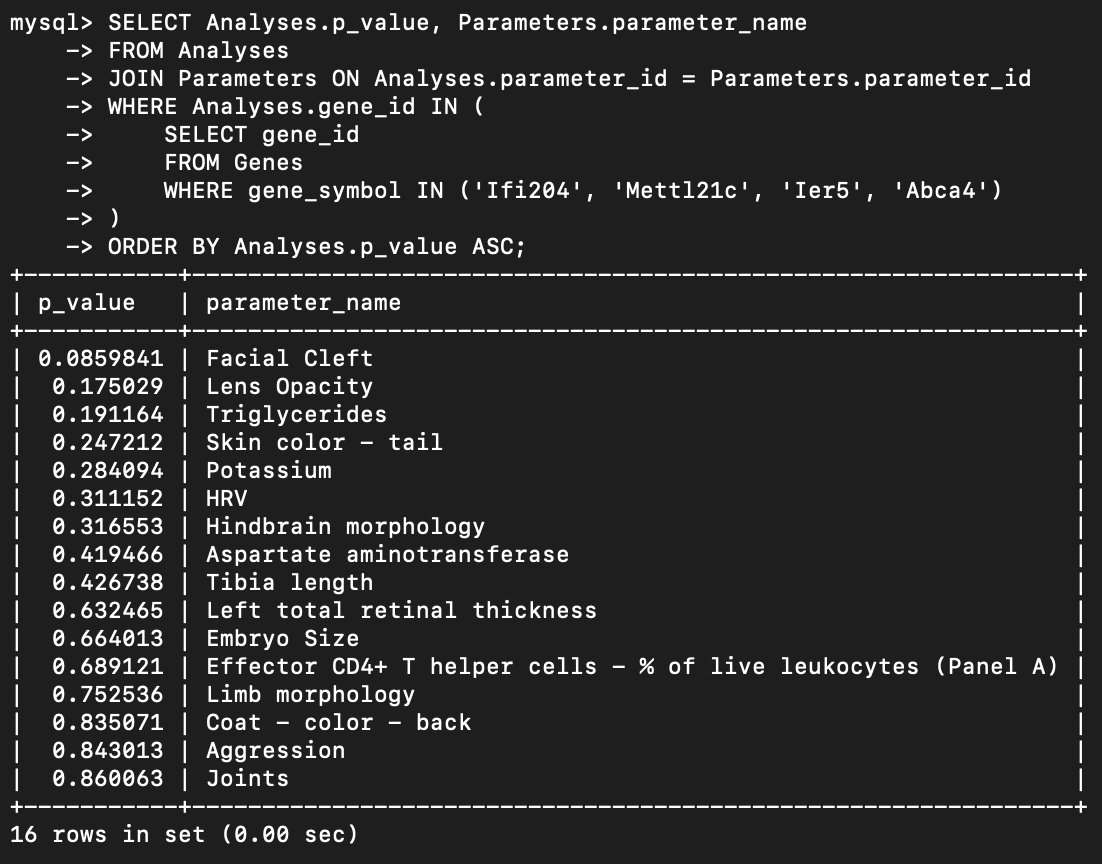 mysql> SELECT Analyses.p_value, Parameters.parameter_name
    -> FROM Analyses
    -> JOIN Parameters ON Analyses.parameter_id = Parameters.parameter_id
    -> WHERE Analyses.gene_id IN (
    ->     SELECT gene_id
    ->     FROM Genes
    ->     WHERE gene_symbol IN ('Ifi204', 'Mettl21c', 'Ier5', 'Abca4')
    -> )
    -> ORDER BY Analyses.p_value ASC;
+-----------+---------------------------------------------------------------+
| p_value   | parameter_name                                                |
+-----------+---------------------------------------------------------------+
| 0.0859841 | Facial Cleft                                                  |
|  0.175029 | Lens Opacity                                                  |
|  0.191164 | Triglycerides                                                 |
|  0.247212 | Skin color - tail                                             |
|  0.284094 | Potassium                                                     |
|  0.311152 | HRV                                                           |
|  0.316553 | Hindbrain morphology                                          |
|  0.419466 | Aspartate aminotransferase                                    |
|  0.426738 | Tibia length                                                  |
|  0.632465 | Left total retinal thickness                                  |
|  0.664013 | Embryo Size                                                   |
|  0.689121 | Effector CD4+ T helper cells - % of live leukocytes (Panel A) |
|  0.752536 | Limb morphology                                               |
|  0.835071 | Coat - color - back                                           |
|  0.843013 | Aggression                                                    |
|  0.860063 | Joints                                                        |
+-----------+---------------------------------------------------------------+
16 rows in set (0.00 sec)